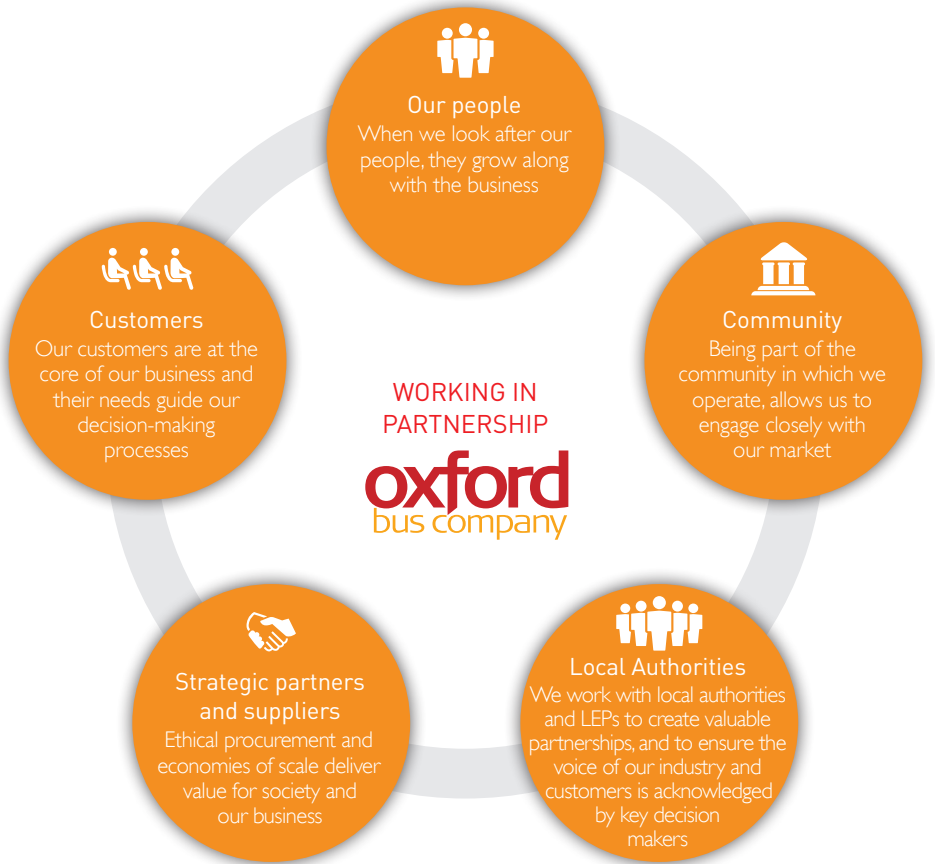 Our people
When we look after our
people, they grow along
with the business
Customers
Our customers are at the
core of our business and
their needs guide our
decision-making
processes
Community
Being part of the
community in which we
operate, allows us to
engage closely with
our market
WORKING IN
PARTNERSHIP
oxford
bus company
Strategic partners
and suppliers
Ethical procurement and
economies of scale deliver
value for society and
our business
Local Authorities
We work with local authorities
and LEPs to create valuable
partnerships, and to ensure the
voice of our industry and
customers is acknowledged
by key decision
makers